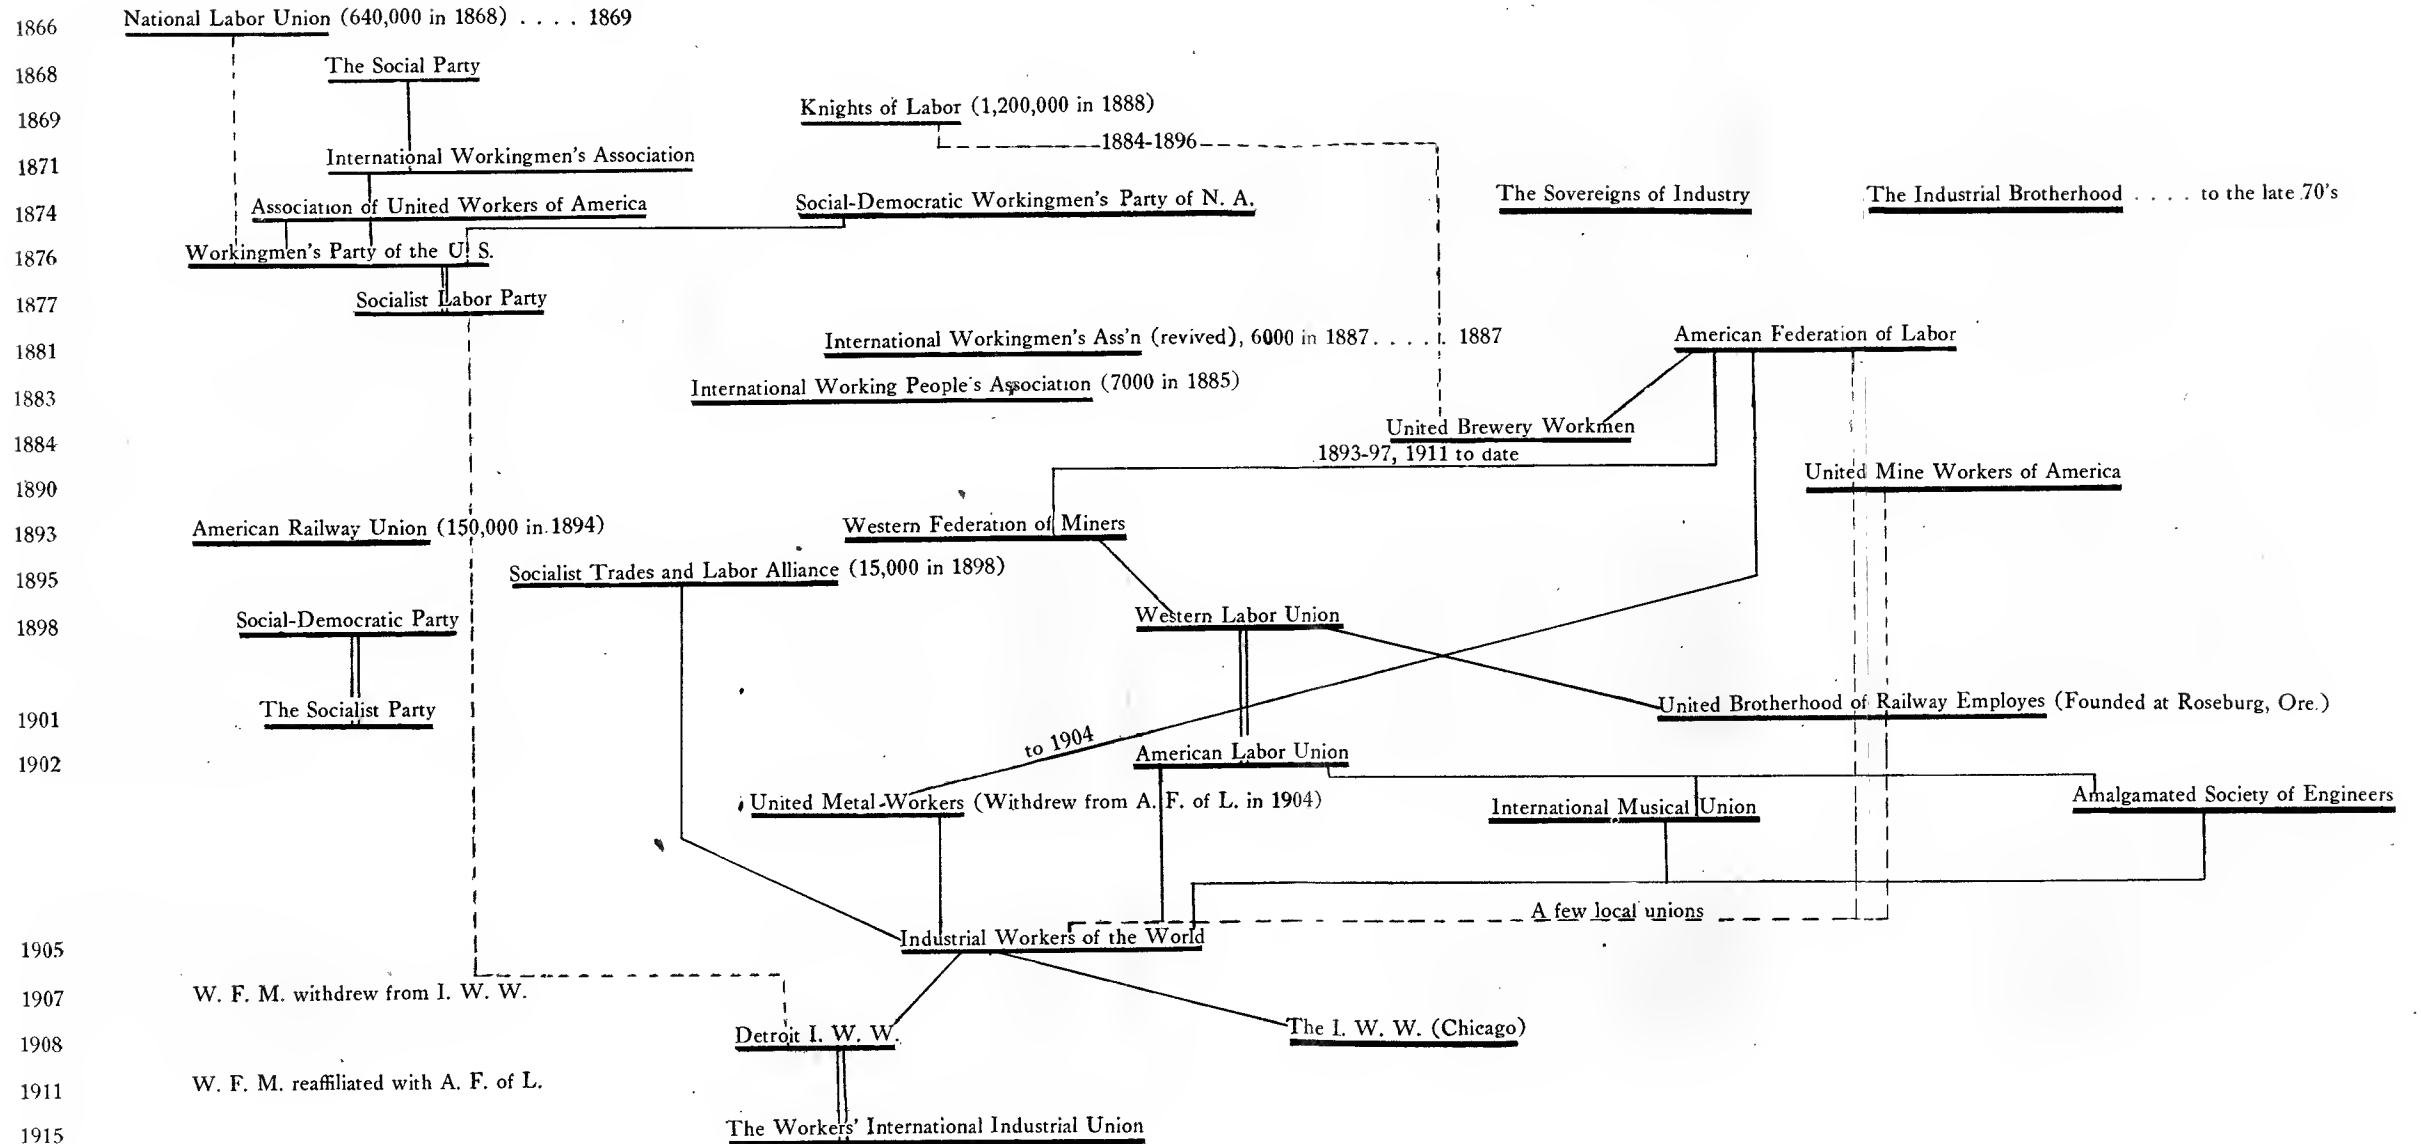 1866 National Labor Union (640,000 in 1868) . . . . 1869
1868 The Social Party
1869 Knights of Labor (1,200,000 in 1888)
1884-1896
1871 International Workingmen's Association
1874 Association of United Workers of America Social-Democratic Workingmen's Party of N. A. The Sovereigns of Industry The Industrial Brotherhood . . . . to the late 70's
1876 Workingmen's Party of the U. S.
1877 Socialist Labor Party
1881 International Workingmen's Ass'n (revived), 6000 in 1887. . . . . 1887 American Federation of Labor
1883 International Working People's Association (7000 in 1885)
1884 United Brewery Workmen
1893-97, 1911 to date
1890 United Mine Workers of America
1893 American Railway Union (150,000 in 1894) Western Federation of Miners
1895 Socialist Trades and Labor Alliance (15,000 in 1898)
1898 Social-Democratic Party Western Labor Union
1901 The Socialist Party United Brotherhood of Railway Employes (Founded at Roseburg, Ore.)
to 1904
1902 American Labor Union
United Metal-Workers (Withdrew from A. F. of L. in 1904) International Musical Union Amalgamated Society of Engineers
A few local unions
1905 Industrial Workers of the World
1907 W. F. M. withdrew from I. W. W.
1908 Detroit I. W. W. The I. W. W. (Chicago)
1911 W. F. M. reaffiliated with A. F. of L.
1915 The Workers' International Industrial Union